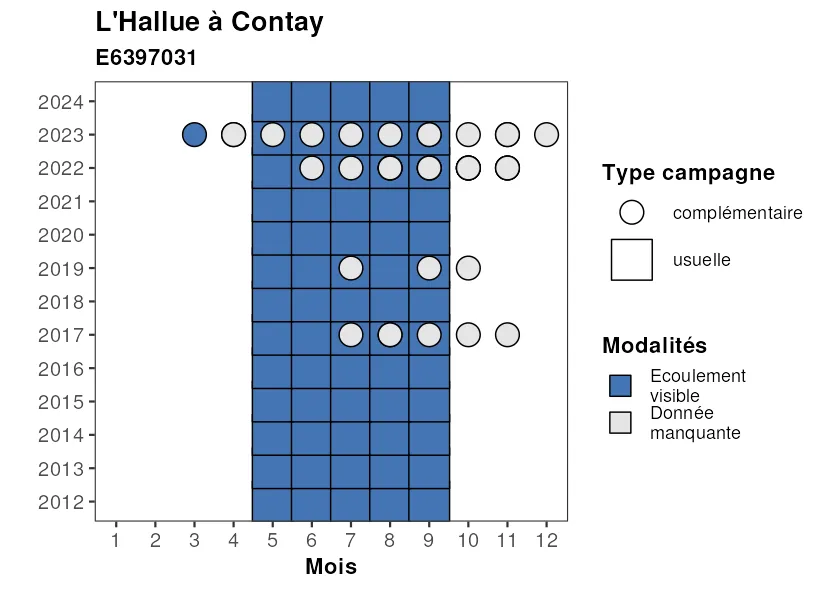 L'Hallue à Contay
E6397031
2024
2023
2022
2021
2020
2019
2018
2017
2016
2015
2014
2013
2012
1 2 3 4 5 6 7 8 9 10 11 12
Mois
Type campagne
complémentaire
usuelle
Modalités
Ecoulement
visible
Donnée
manquante